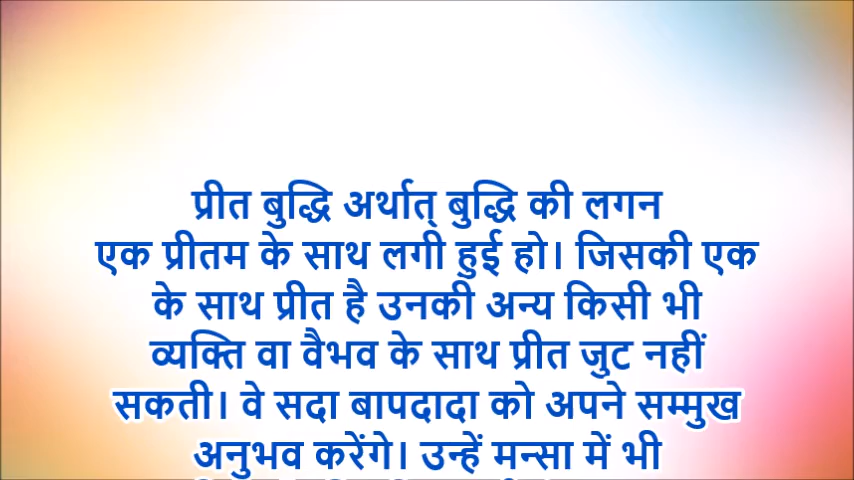 प्रीत बुद्धि अर्थात् बुद्धि की लगन
एक प्रीतम के साथ लगी हुई हो। जिसकी एक
के साथ प्रीत है उनकी अन्य किसी भी
व्यक्ति वा वैभव के साथ प्रीत जुट नहीं
सकती। वे सदा बापदादा को अपने सम्मुख
अनुभव करेंगे। उन्हें मन्सा में भी